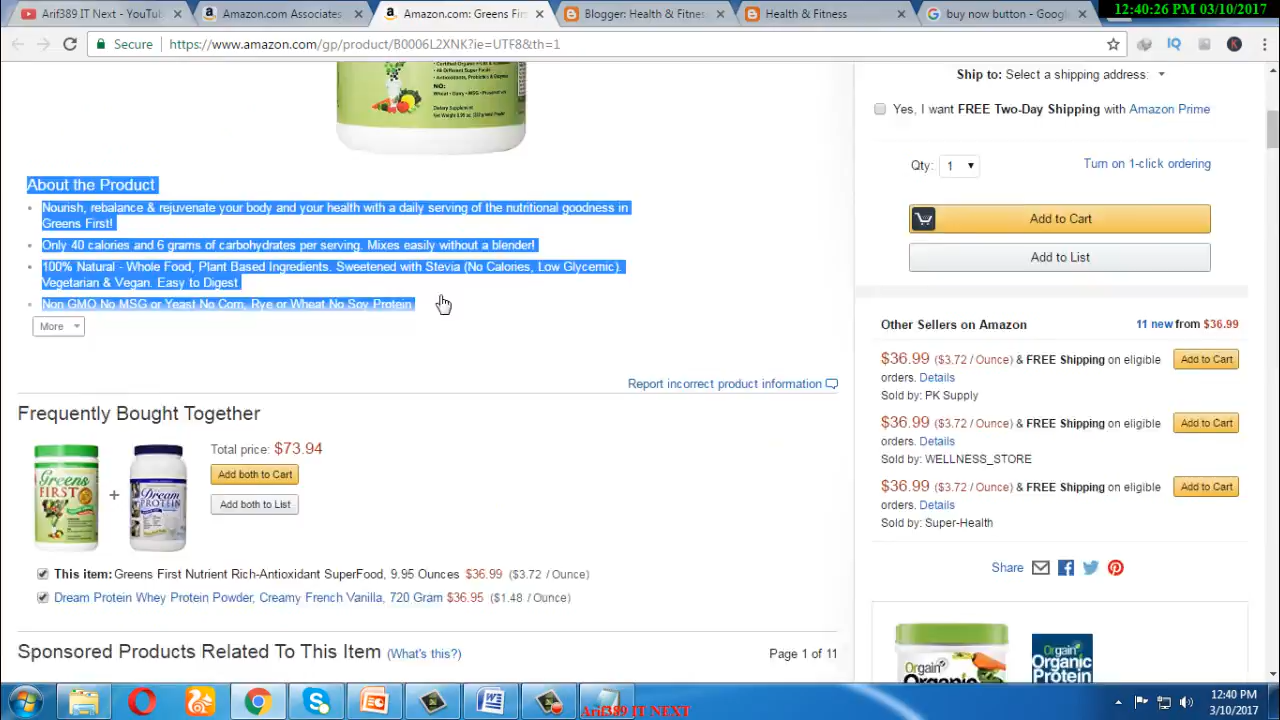 Arif389 IT NEXT - YouTu
Amazon.com Associates
Amazon.com: Greens Fir
Blogger: Health & Fitne
Health & Fitness
buy now button - Googl
12:40:26 PM 03/10/2017
Secure
https://www.amazon.com/gp/product/B0006L2XNK?ie=UTF8&th=1
Dietary Supplement
About the Product
Nourish, rebalance & rejuvenate your body and your health with a daily serving of the nutritional goodness in
Greens First!
Only 40 calories and 6 grams of carbohydrates per serving. Mixes easily without a blender!
100% Natural - Whole Food, Plant Based Ingredients. Sweetened with Stevia (No Calories, Low Glycemic).
Vegetarian & Vegan. Easy to Digest
Non GMO No MSG or Yeast No Corn, Rye or Wheat No Soy Protein
More
Report incorrect product information
Frequently Bought Together
Total price: $73.94
Add both to Cart
Add both to List
Greens
FIRST
+
Dream
PROTEIN
This item: Greens First Nutrient Rich-Antioxidant SuperFood, 9.95 Ounces $36.99 ($3.72 / Ounce)
Dream Protein Whey Protein Powder, Creamy French Vanilla, 720 Gram $36.95 ($1.48 / Ounce)
Sponsored Products Related To This Item (What's this?)
Page 1 of 11
Ship to: Select a shipping address:
Yes, I want FREE Two-Day Shipping with Amazon Prime
Qty: 1
Turn on 1-click ordering
Add to Cart
Add to List
Other Sellers on Amazon
11 new from $36.99
$36.99 ($3.72 / Ounce) & FREE Shipping on eligible
orders. Details
Add to Cart
Sold by: PK Supply
$36.99 ($3.72 / Ounce) & FREE Shipping on eligible
orders. Details
Add to Cart
Sold by: WELLNESS_STORE
$36.99 ($3.72 / Ounce) & FREE Shipping on eligible
orders. Details
Add to Cart
Sold by: Super-Health
Share
Orgain
Organic
Orgain
Organic
Protein
Arif389 IT NEXT
12:40 PM
3/10/2017